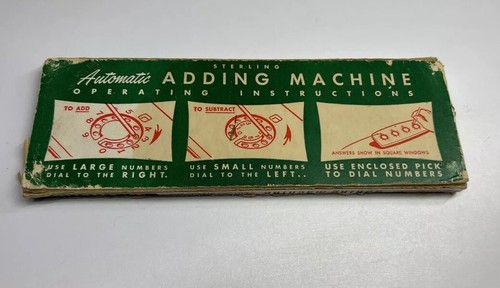 STERLING
Automatic ADDING MACHINE
OPERATING INSTRUCTIONS
TO ADD
USE LARGE NUMBERS
DIAL TO THE RIGHT.
TO SUBTRACT
USE SMALL NUMBERS
DIAL TO THE LEFT..
ANSWERS SHOW IN SQUARE WINDOWS
USE ENCLOSED PICK
TO DIAL NUMBERS